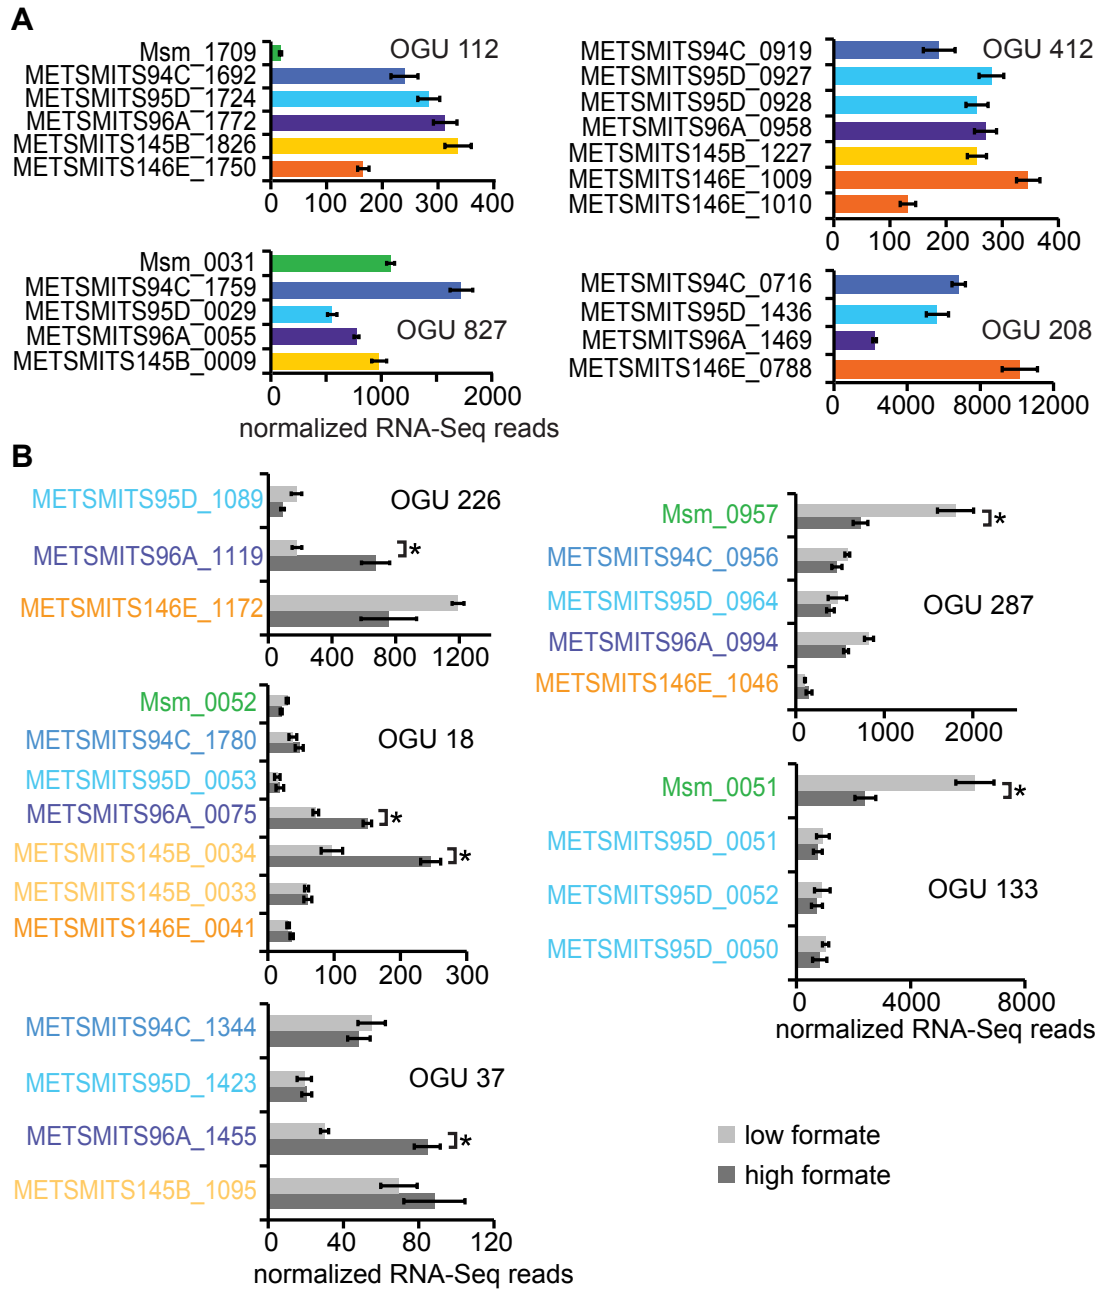 A
Msm_1709
METSMITS94C_1692
METSMITS95D_1724
METSMITS96A_1772
METSMITS145B_1826
METSMITS146E_1750
OGU 112
0 100 200 300 400
METSMITS94C_0919
METSMITS95D_0927
METSMITS95D_0928
METSMITS96A_0958
METSMITS145B_1227
METSMITS146E_1009
METSMITS146E_1010
OGU 412
0 100 200 300 400
Msm_0031
METSMITS94C_1759
METSMITS95D_0029
METSMITS96A_0055
METSMITS145B_0009
OGU 827
0 1000 2000
normalized RNA-Seq reads
METSMITS94C_0716
METSMITS95D_1436
METSMITS96A_1469
METSMITS146E_0788
OGU 208
0 4000 8000 12000
B
METSMITS95D_1089
METSMITS96A_1119
METSMITS146E_1172
OGU 226
*
0 400 800 1200
Msm_0052
METSMITS94C_1780
METSMITS95D_0053
METSMITS96A_0075
METSMITS145B_0034
METSMITS145B_0033
METSMITS146E_0041
OGU 18
*
*
0 100 200 300
METSMITS94C_1344
METSMITS95D_1423
METSMITS96A_1455
METSMITS145B_1095
OGU 37
*
0 40 80 120
normalized RNA-Seq reads
Msm_0957
METSMITS94C_0956
METSMITS95D_0964
METSMITS96A_0994
METSMITS146E_1046
*
OGU 287
0 1000 2000
Msm_0051
METSMITS95D_0051
METSMITS95D_0052
METSMITS95D_0050
*
OGU 133
0 4000 8000
normalized RNA-Seq reads
low formate
high formate